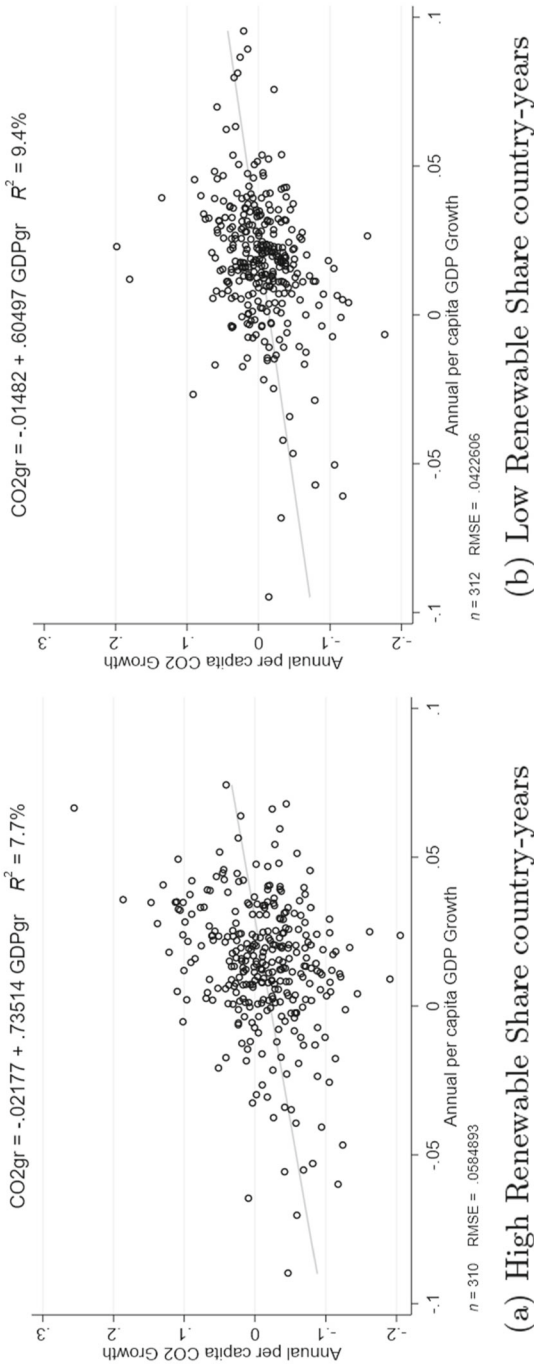 CO2gr = -.02177 + .73514 GDPgr R² = 7.7%
Annual per capita CO2 Growth
.3
.2
.1
0
-.1
-.2
-.1
-.05
0
.05
.1
Annual per capita GDP Growth
n = 310 RMSE = .0584893
(a) High Renewable Share country-years
CO2gr = -.01482 + .60497 GDPgr R² = 9.4%
Annual per capita CO2 Growth
.3
.2
.1
0
-.1
-.2
-.1
-.05
0
.05
.1
Annual per capita GDP Growth
n = 312 RMSE = .0422606
(b) Low Renewable Share country-years